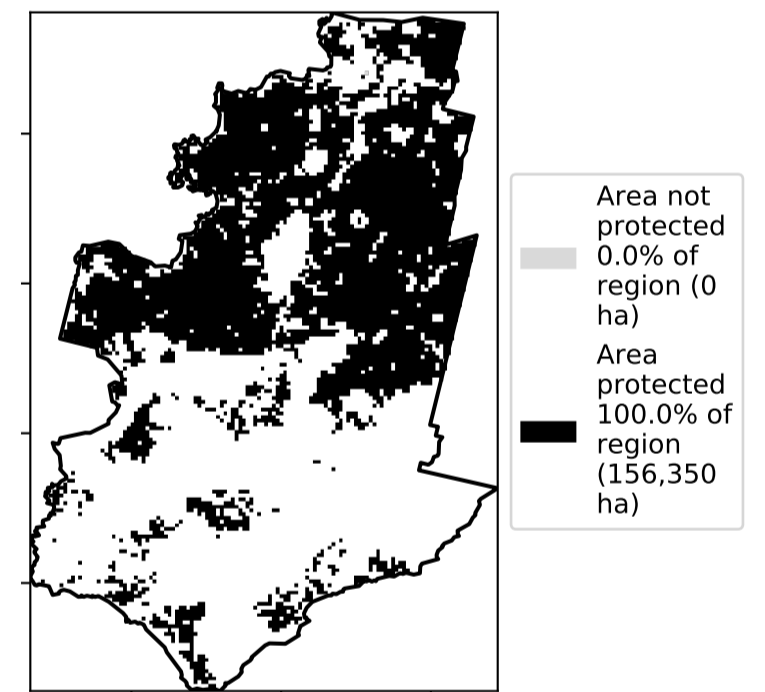 Area not
protected
0.0% of
region (0
ha)
Area
protected
100.0% of
region
(156,350
ha)